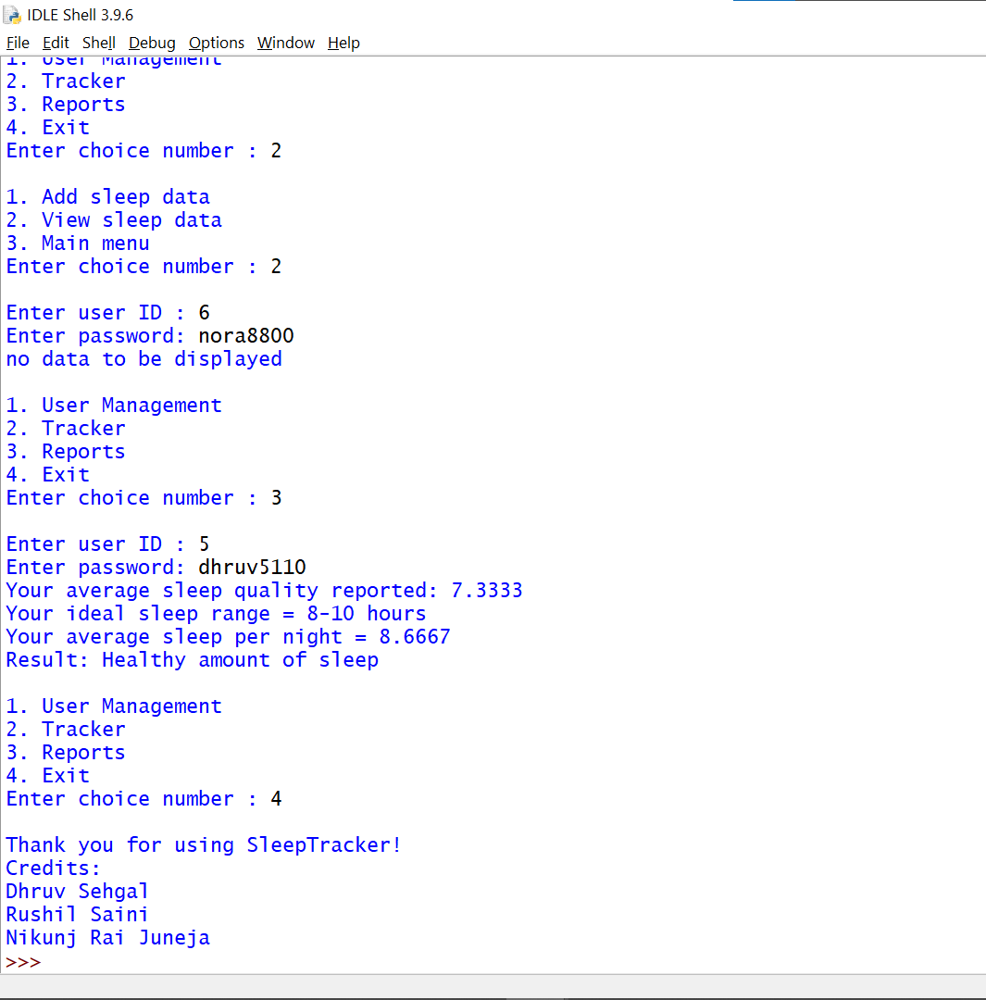 IDLE Shell 3.9.6
File Edit Shell Debug Options Window Help
1. User Management
2. Tracker
3. Reports
4. Exit
Enter choice number : 2
1. Add sleep data
2. View sleep data
3. Main menu
Enter choice number : 2
Enter user ID : 6
Enter password: nora8800
no data to be displayed
1. User Management
2. Tracker
3. Reports
4. Exit
Enter choice number : 3
Enter user ID : 5
Enter password: dhruv5110
Your average sleep quality reported: 7.3333
Your ideal sleep range = 8-10 hours
Your average sleep per night = 8.6667
Result: Healthy amount of sleep
1. User Management
2. Tracker
3. Reports
4. Exit
Enter choice number : 4
Thank you for using SleepTracker!
Credits:
Dhruv Sehgal
Rushil Saini
Nikunj Rai Juneja
>>>